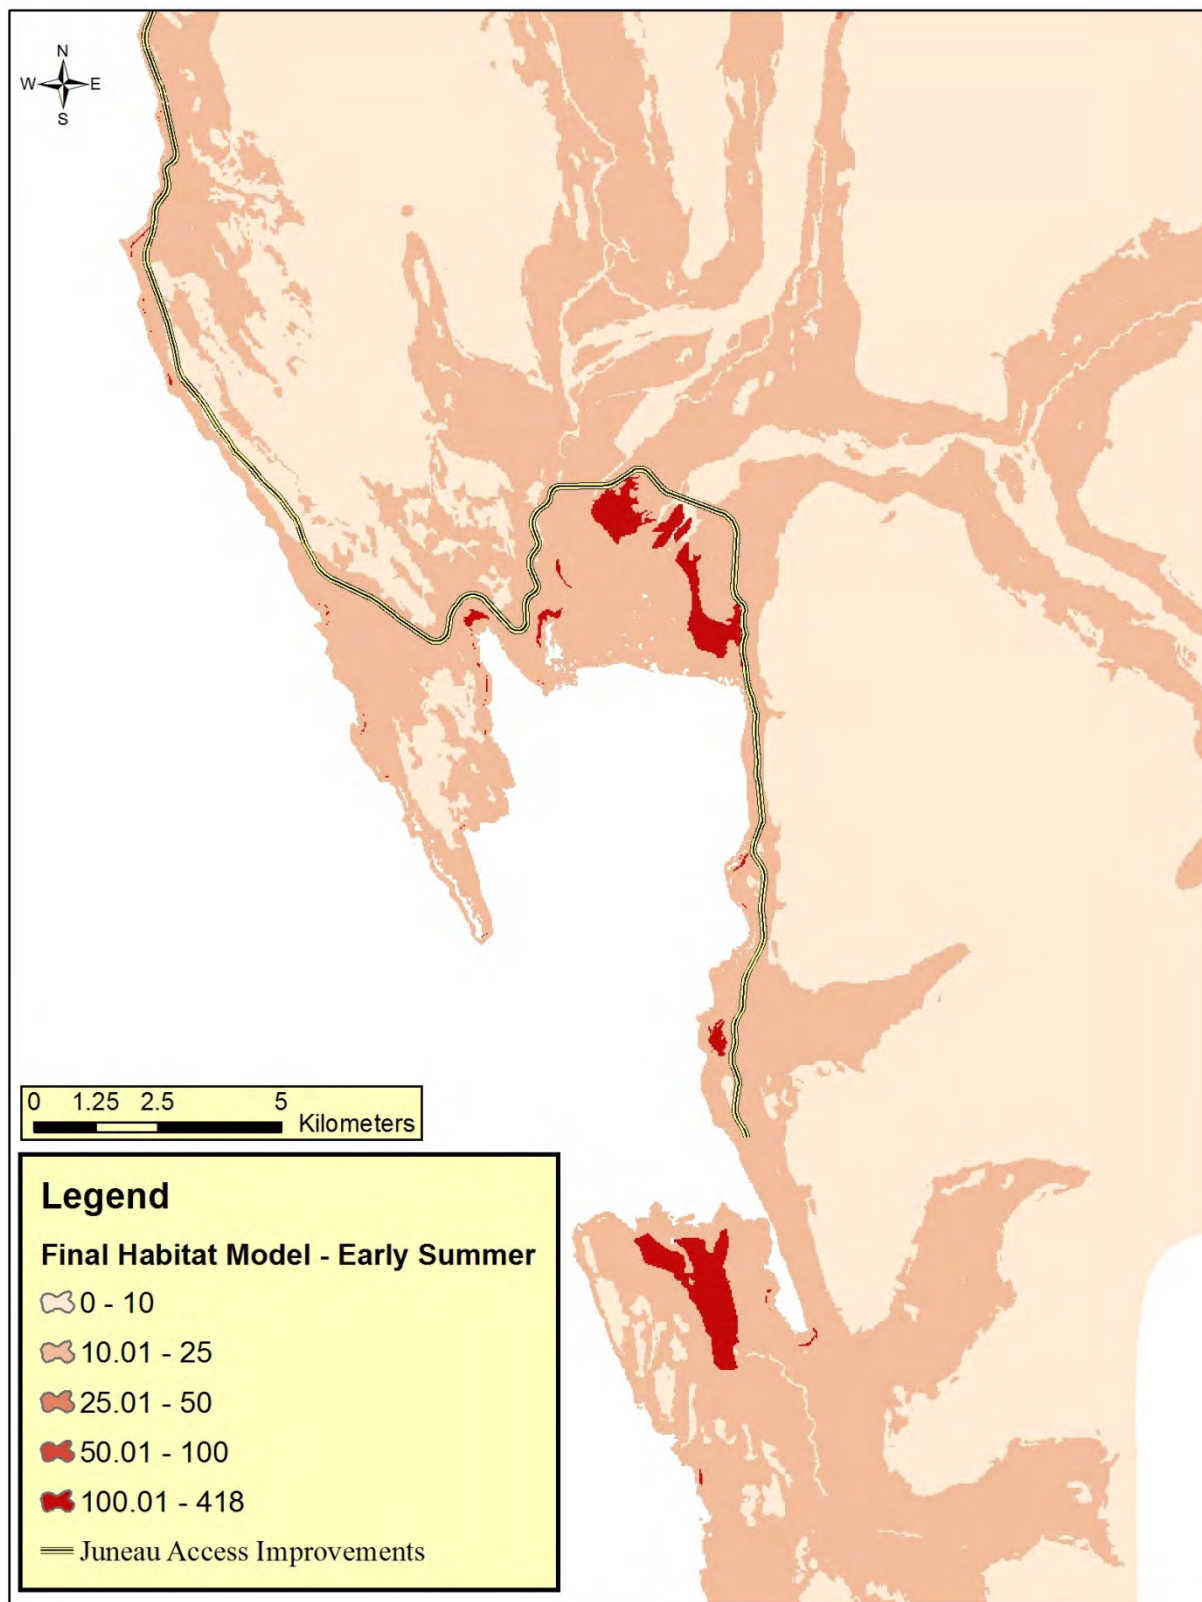 N
W E
S
0 1.25 2.5 5
Kilometers
Legend
Final Habitat Model - Early Summer
0 - 10
10.01 - 25
25.01 - 50
50.01 - 100
100.01 - 418
Juneau Access Improvements